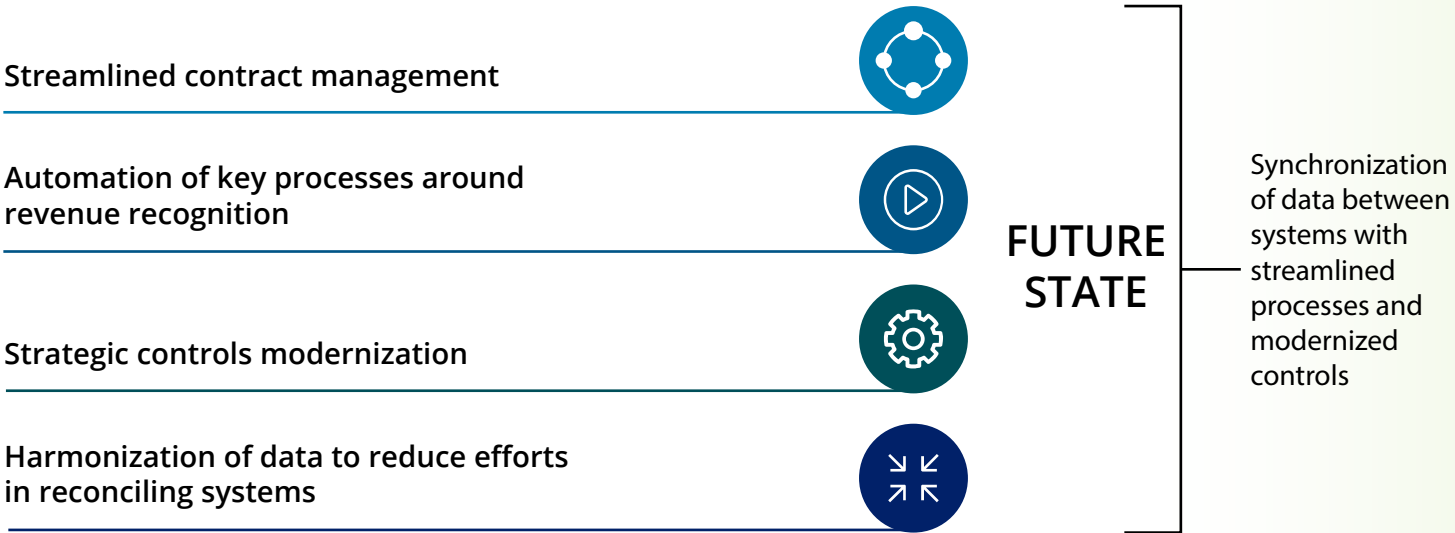 Streamlined contract management
Automation of key processes around
revenue recognition
Strategic controls modernization
Harmonization of data to reduce efforts
in reconciling systems
FUTURE
STATE
Synchronization
of data between
systems with
streamlined
processes and
modernized
controls